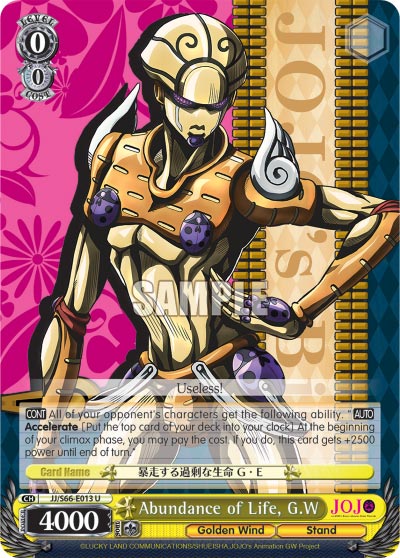 LEVEL
0
0
COST
JOJO'S B
SAMPLE
Useless!
CONT All of your opponent's characters get the following ability. "AUTO
Accelerate [Put the top card of your deck into your clock] At the beginning
of your climax phase, you may pay the cost. If you do, this card gets +2500
power until end of turn."
Card Name 暴走する過剰な生命 G・E
CH JJ/S66-E013 U
Abundance of Life, G.W
JOJO
POWER 4000 SOUL
Golden Wind Stand
©LUCKY LAND COMMUNICATIONS/SHUEISHA,JOJO's Animation GW Project